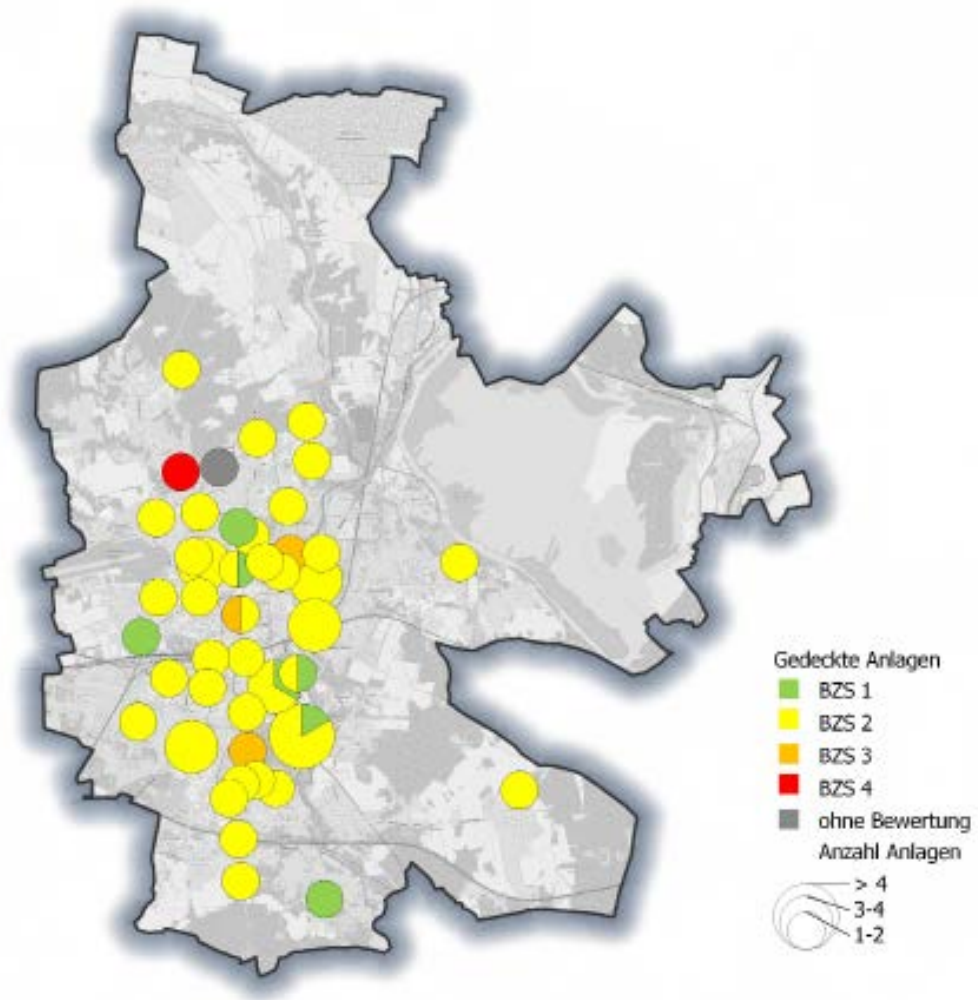 Gedeckte Anlagen
BZS 1
BZS 2
BZS 3
BZS 4
ohne Bewertung
Anzahl Anlagen
> 4
3-4
1-2